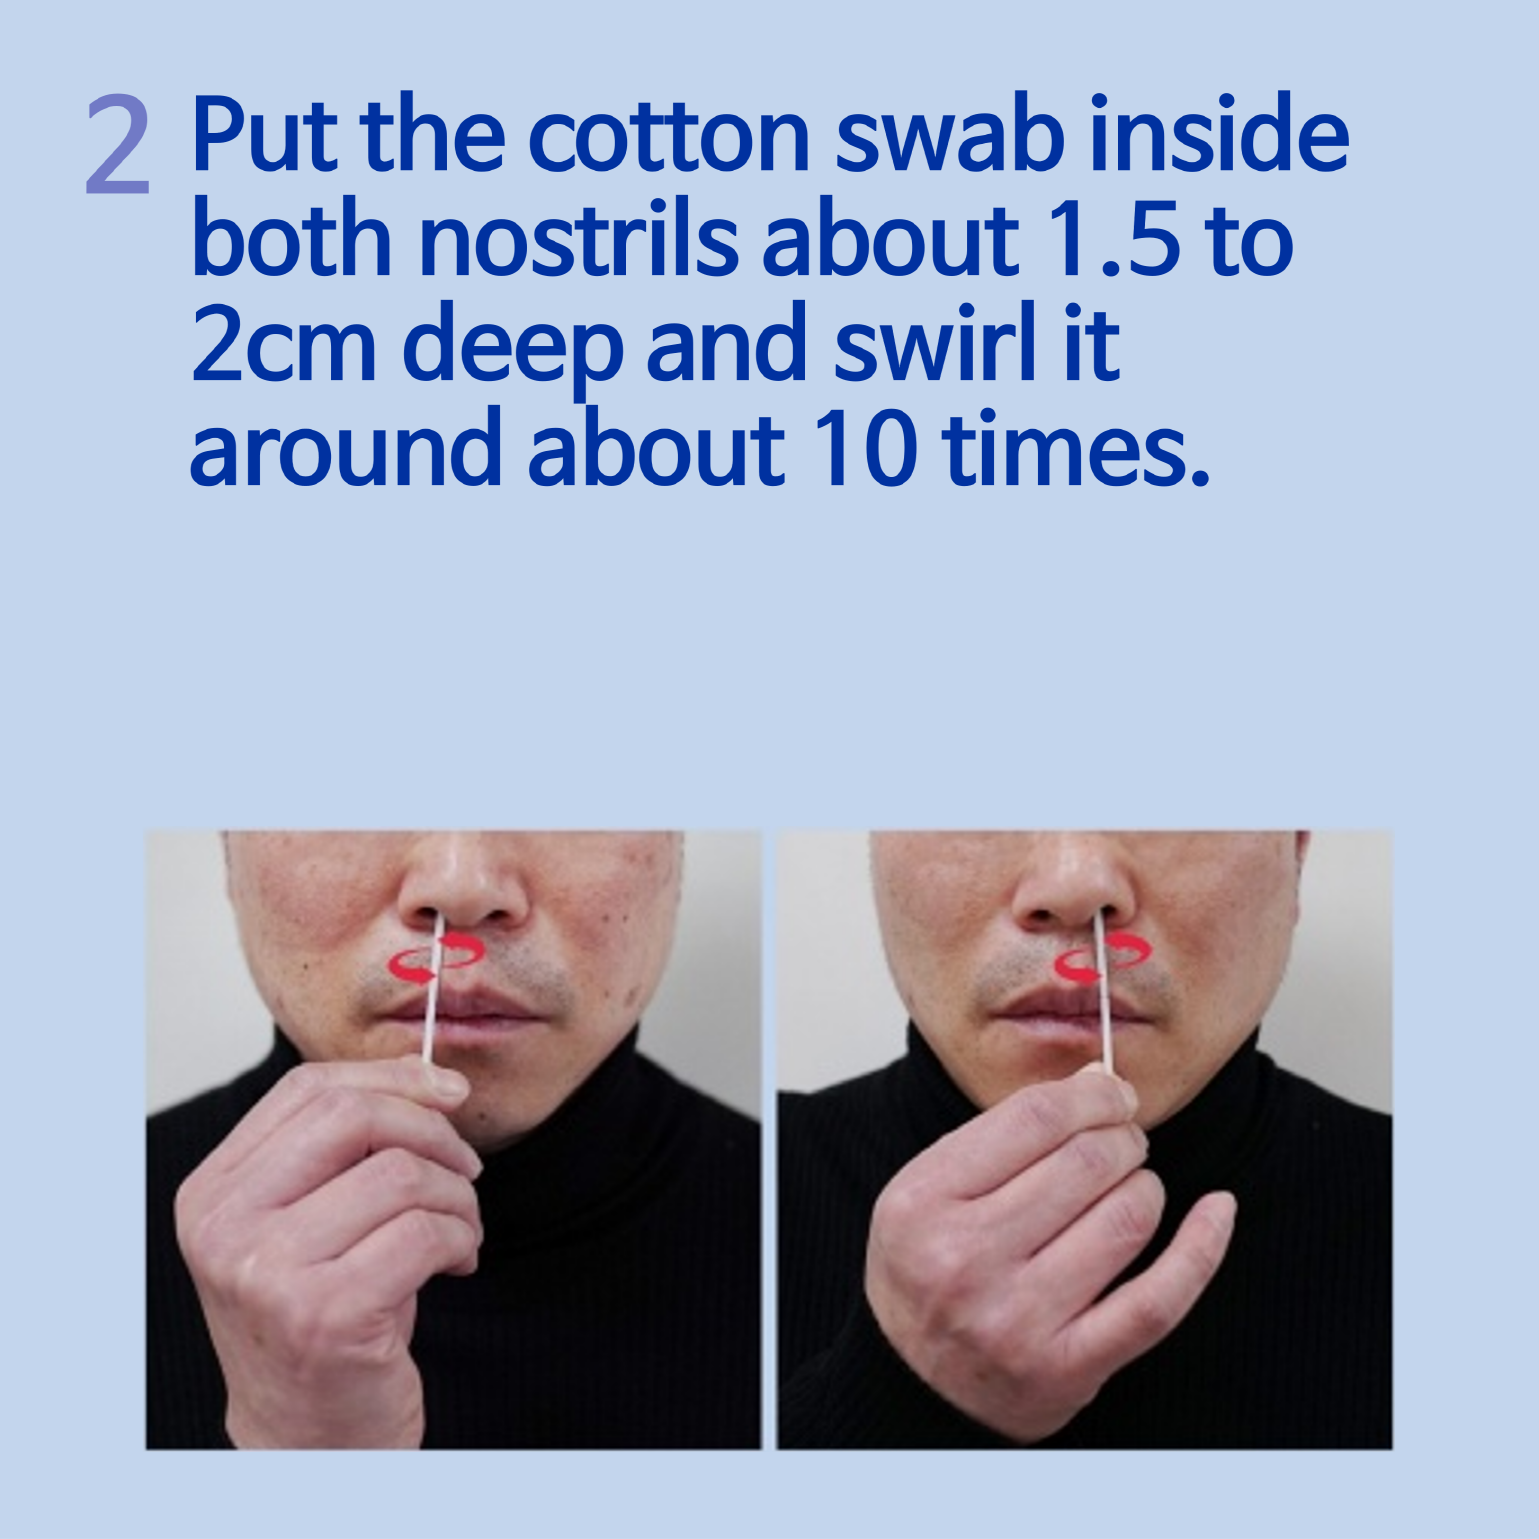 2 Put the cotton swab inside
both nostrils about 1.5 to
2cm deep and swirl it
around about 10 times.